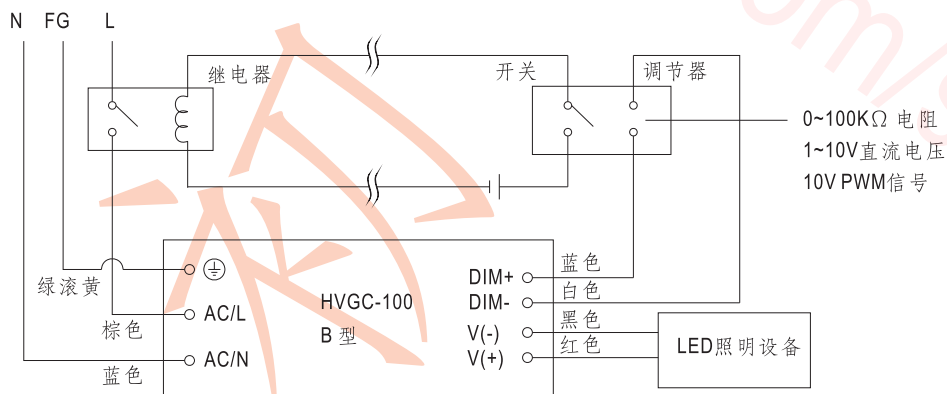 N FG L
继电器
开关
调节器
0~100KΩ 电阻
1~10V直流电压
10V PWM信号
绿滚黄
棕色
AC/L
蓝色
AC/N
HVGC-100
B 型
DIM+
蓝色
DIM-
白色
V(-)
黑色
V(+)
红色
LED照明设备
om/s